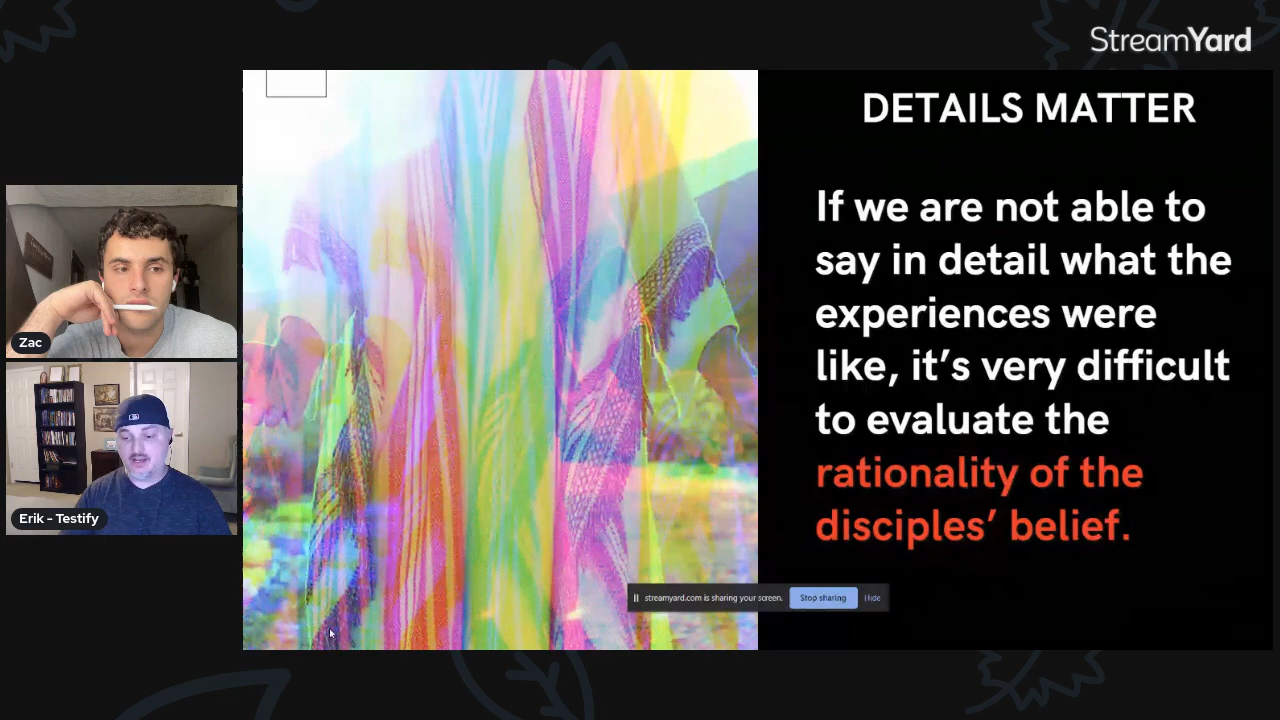 StreamYard
DETAILS MATTER
If we are not able to
say in detail what the
experiences were
like, it's very difficult
to evaluate the
rationality of the
disciples' belief.
Zac
Erik - Testify
streamyard.com is sharing your screen. Stop sharing Hide